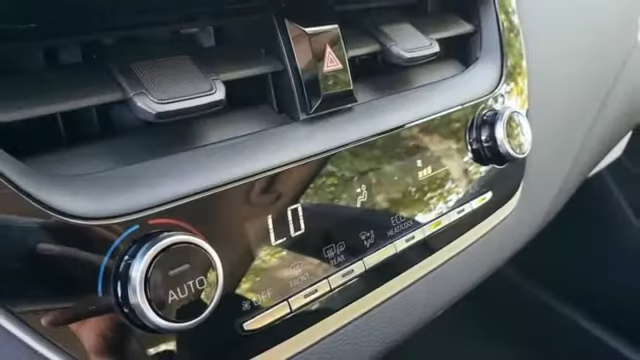 LO
AUTO
OFF
FRONT
REAR
ECO
HEAT/COOL